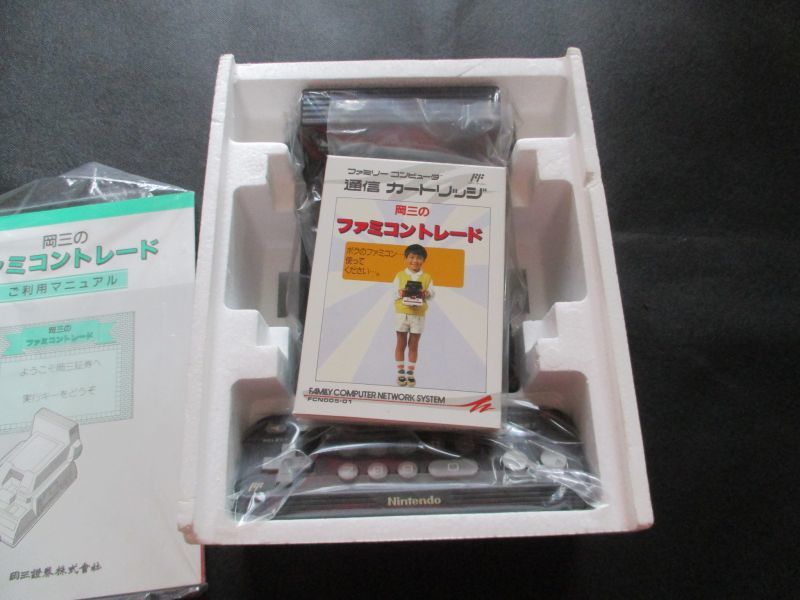 岡三の
ァミコントレード
ご利用マニュアル
岡三の
ファミコントレード
ようこそ岡三証券へ
実行キーをどうぞ
岡三證券株式会社
ファミリー コンピュータ
通信 カートリッジ
岡三の
ファミコントレード
ボクのファミコン…
使って
ください…。
FAMILY COMPUTER NETWORK SYSTEM
FCN005-01
Nintendo